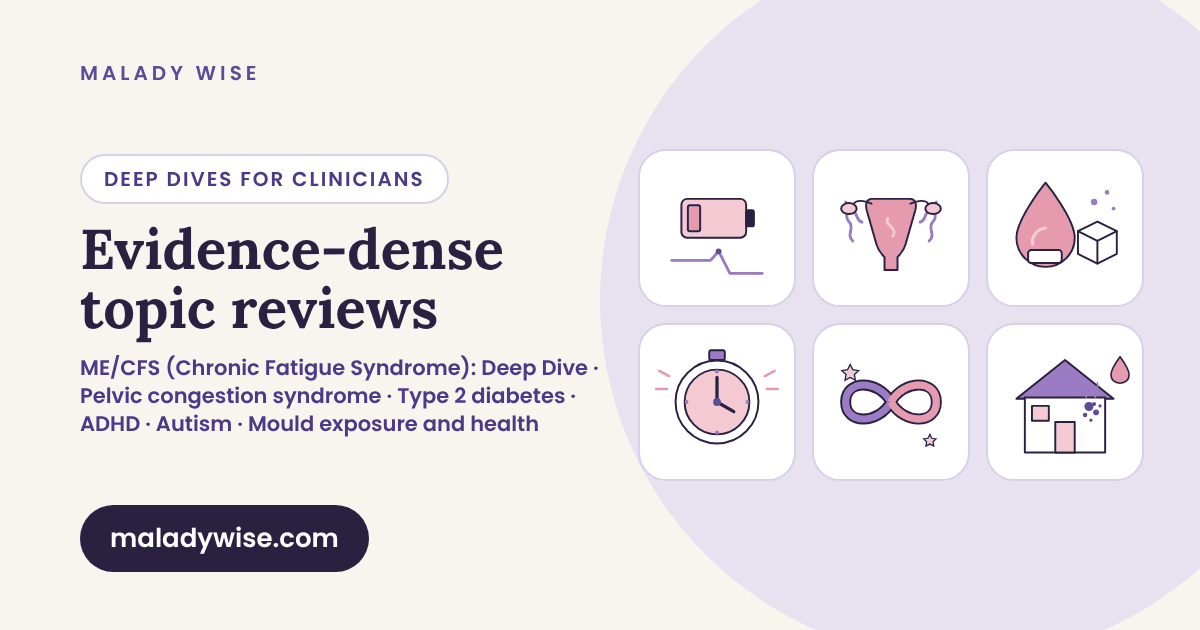 MALADY WISE
DEEP DIVES FOR CLINICIANS
Evidence-dense
topic reviews
ME/CFS (Chronic Fatigue Syndrome): Deep Dive ·
Pelvic congestion syndrome · Type 2 diabetes ·
ADHD · Autism · Mould exposure and health
maladywise.com